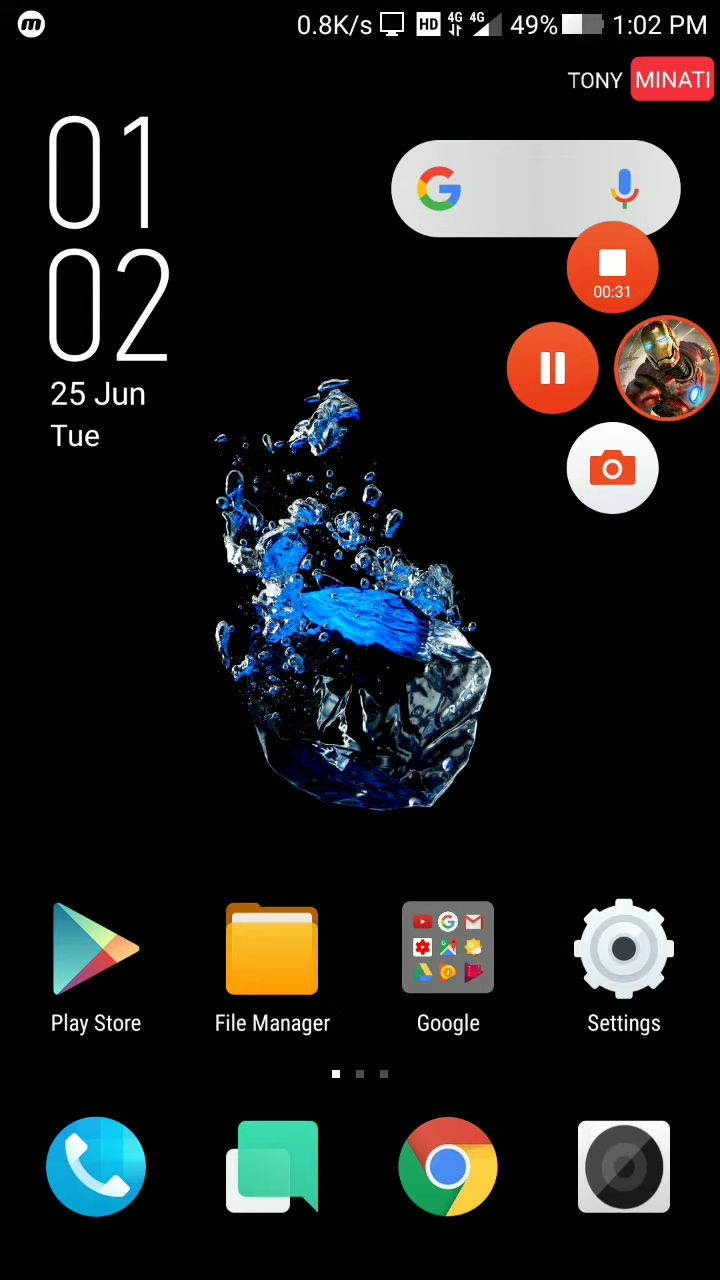 m 0.8K/s HD 4G 4G 49% 1:02 PM
TONY MINATI
01
02
25 Jun
Tue
00:31
Play Store File Manager Google Settings